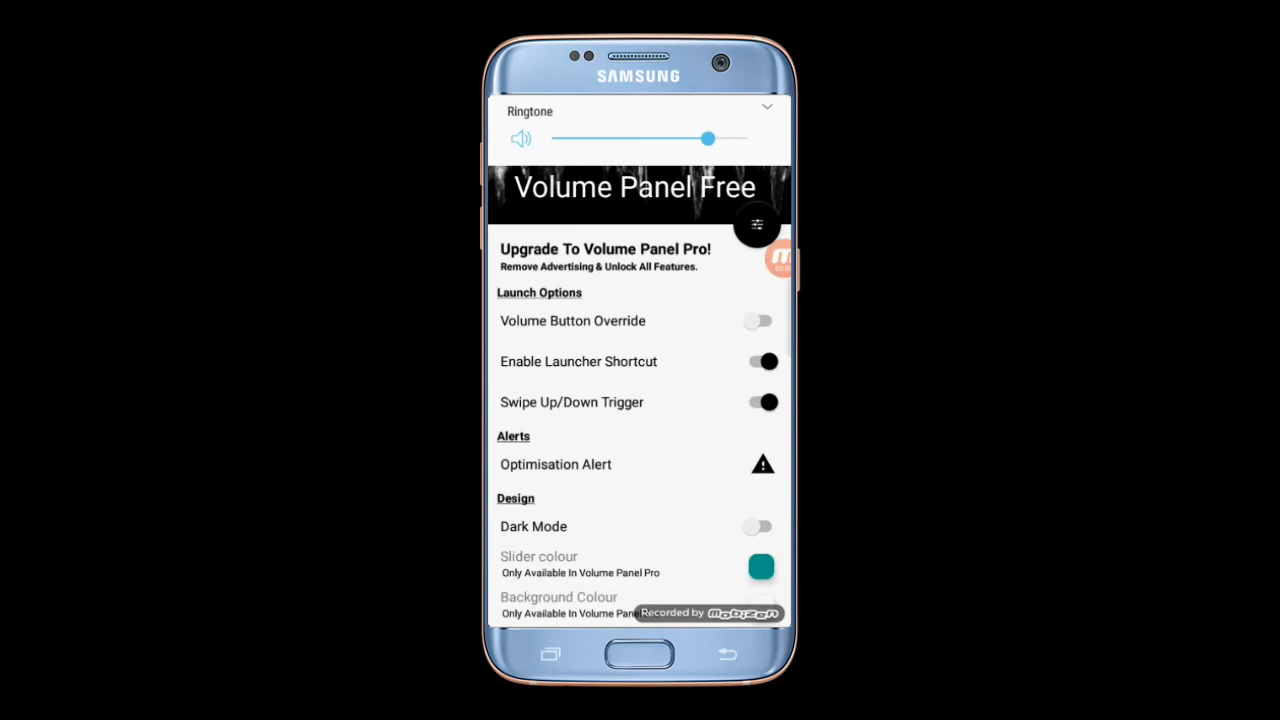 SAMSUNG
Ringtone
Volume Panel Free
Upgrade To Volume Panel Pro!
Remove Advertising & Unlock All Features.
Launch Options
Volume Button Override
Enable Launcher Shortcut
Swipe Up/Down Trigger
Alerts
Optimisation Alert
Design
Dark Mode
Slider colour
Only Available In Volume Panel Pro
Background Colour
Only Available In Volume Panel
Recorded by Mobizen